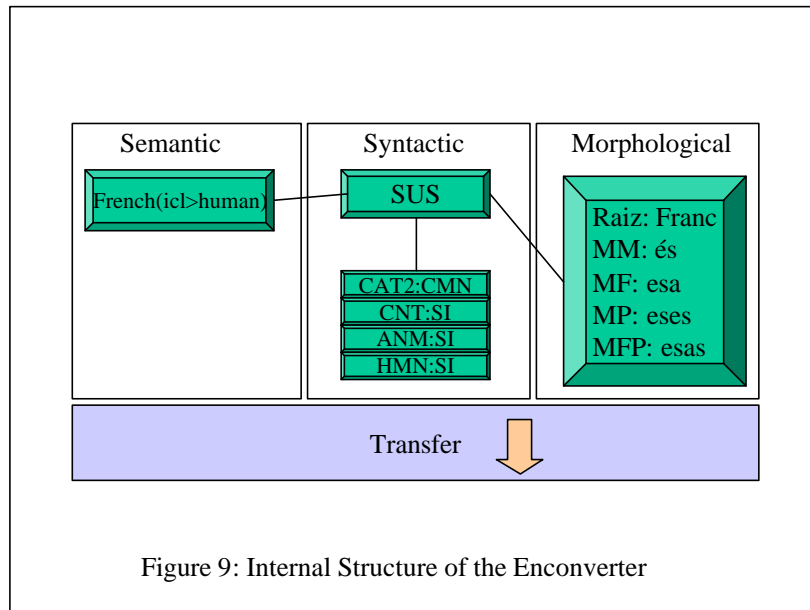 Semantic
French(icl>human)
Syntactic
SUS
CAT2:CMN
CNT:SI
ANM:SI
HMN:SI
Morphological
Raiz: Franc
MM: és
MF: esa
MP: eses
MFP: esas
Transfer
Figure 9: Internal Structure of the Enconverter